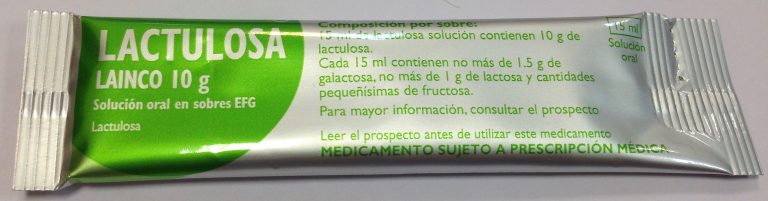 LACTULOSA
LAINCO 10 g
Solución oral en sobres EFG
Lactulosa
Composición por sobre:
15 ml de lactulosa solución contienen 10 g de
lactulosa.
Cada 15 ml contienen no más de 1.5 g de
galactosa, no más de 1 g de lactosa y cantidades
pequeñísimas de fructosa.
Para mayor información, consultar el prospecto
Leer el prospecto antes de utilizar este medicamento
MEDICAMENTO SUJETO A PRESCRIPCIÓN MÉDICA
15 ml
Solución
oral